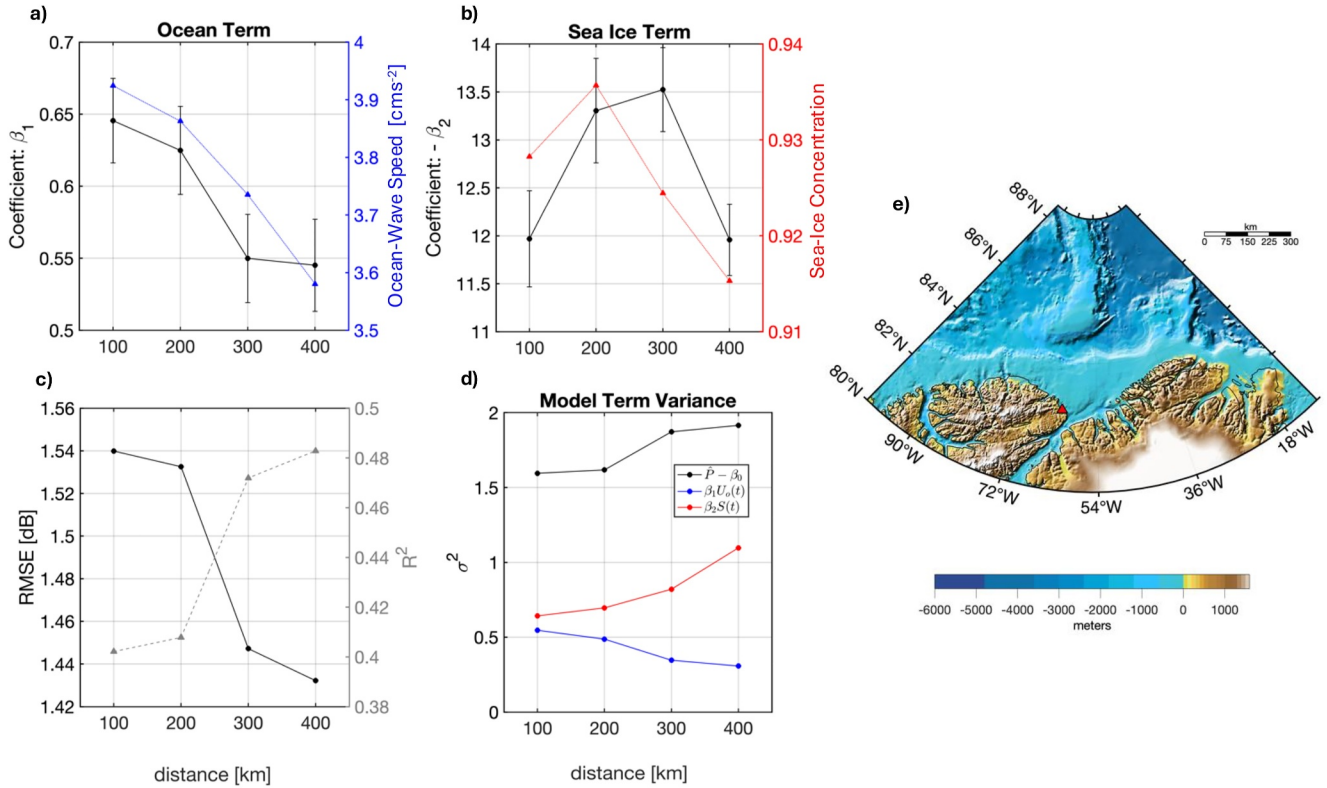 a)
Ocean Term
0.7
0.65
0.6
0.55
0.5
Coefficient: β₁
4
3.9
3.8
3.7
3.6
3.5
Ocean-Wave Speed [cms⁻²]
100 200 300 400
b)
Sea Ice Term
14
13.5
13
12.5
12
11.5
11
Coefficient: - β₂
0.94
0.93
0.92
0.91
Sea-Ice Concentration
100 200 300 400
c)
1.56
1.54
1.52
1.5
1.48
1.46
1.44
1.42
RMSE [dB]
0.5
0.48
0.46
0.44
0.42
0.4
0.38
R²
100 200 300 400
distance [km]
d)
Model Term Variance
2
1.5
1
0.5
0
σ²
P̂ − β₀
β₁Uₒ(t)
β₂S(t)
100 200 300 400
distance [km]
e)
88°N
86°N
84°N
82°N
80°N
90°W
72°W
54°W
36°W
18°W
km
0 75 150 225 300
-6000 -5000 -4000 -3000 -2000 -1000 0 1000
meters